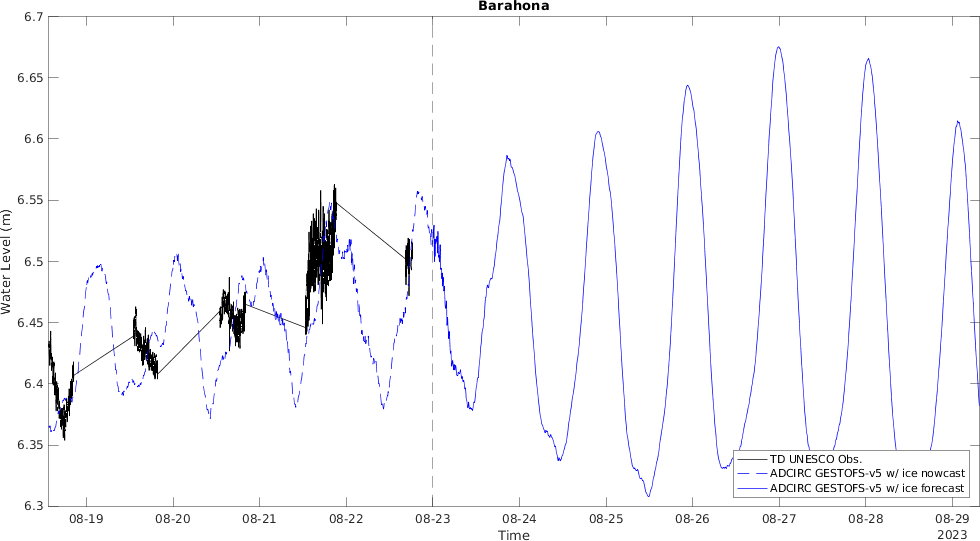 Barahona
6.7
6.65
6.6
6.55
6.5
6.45
6.4
6.35
6.3
Water Level (m)
TD UNESCO Obs.
ADCIRC GESTOFS-v5 w/ ice nowcast
ADCIRC GESTOFS-v5 w/ ice forecast
08-19 08-20 08-21 08-22 08-23 08-24 08-25 08-26 08-27 08-28 08-29
Time 2023